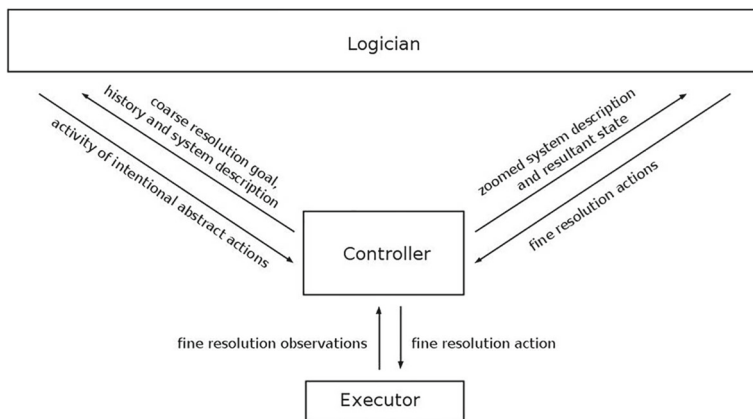 Logician
coarse resolution goal,
history and system description
activity of intentional abstract actions
zoomed system description
and resultant state
fine resolution actions
Controller
fine resolution observations
fine resolution action
Executor